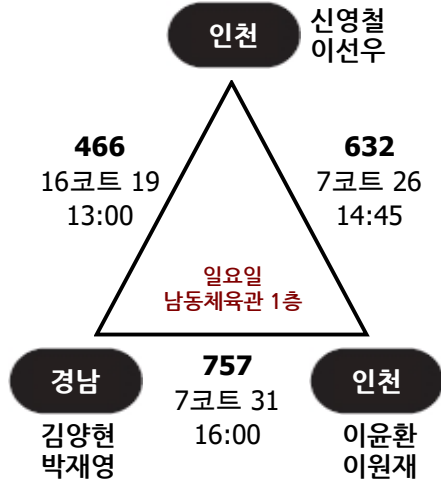 인천
신영철
이선우
466
16코트 19
13:00
632
7코트 26
14:45
일요일
남동체육관 1층
경남
김양현
박재영
757
7코트 31
16:00
인천
이윤환
이원재